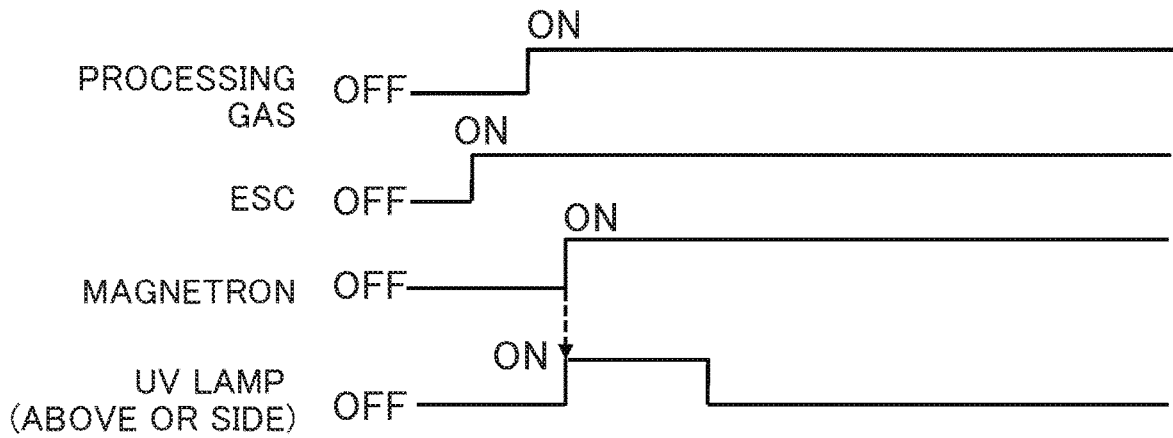 ON
PROCESSING
GAS
OFF
ON
ESC OFF
ON
MAGNETRON OFF
ON
UV LAMP
(ABOVE OR SIDE) OFF